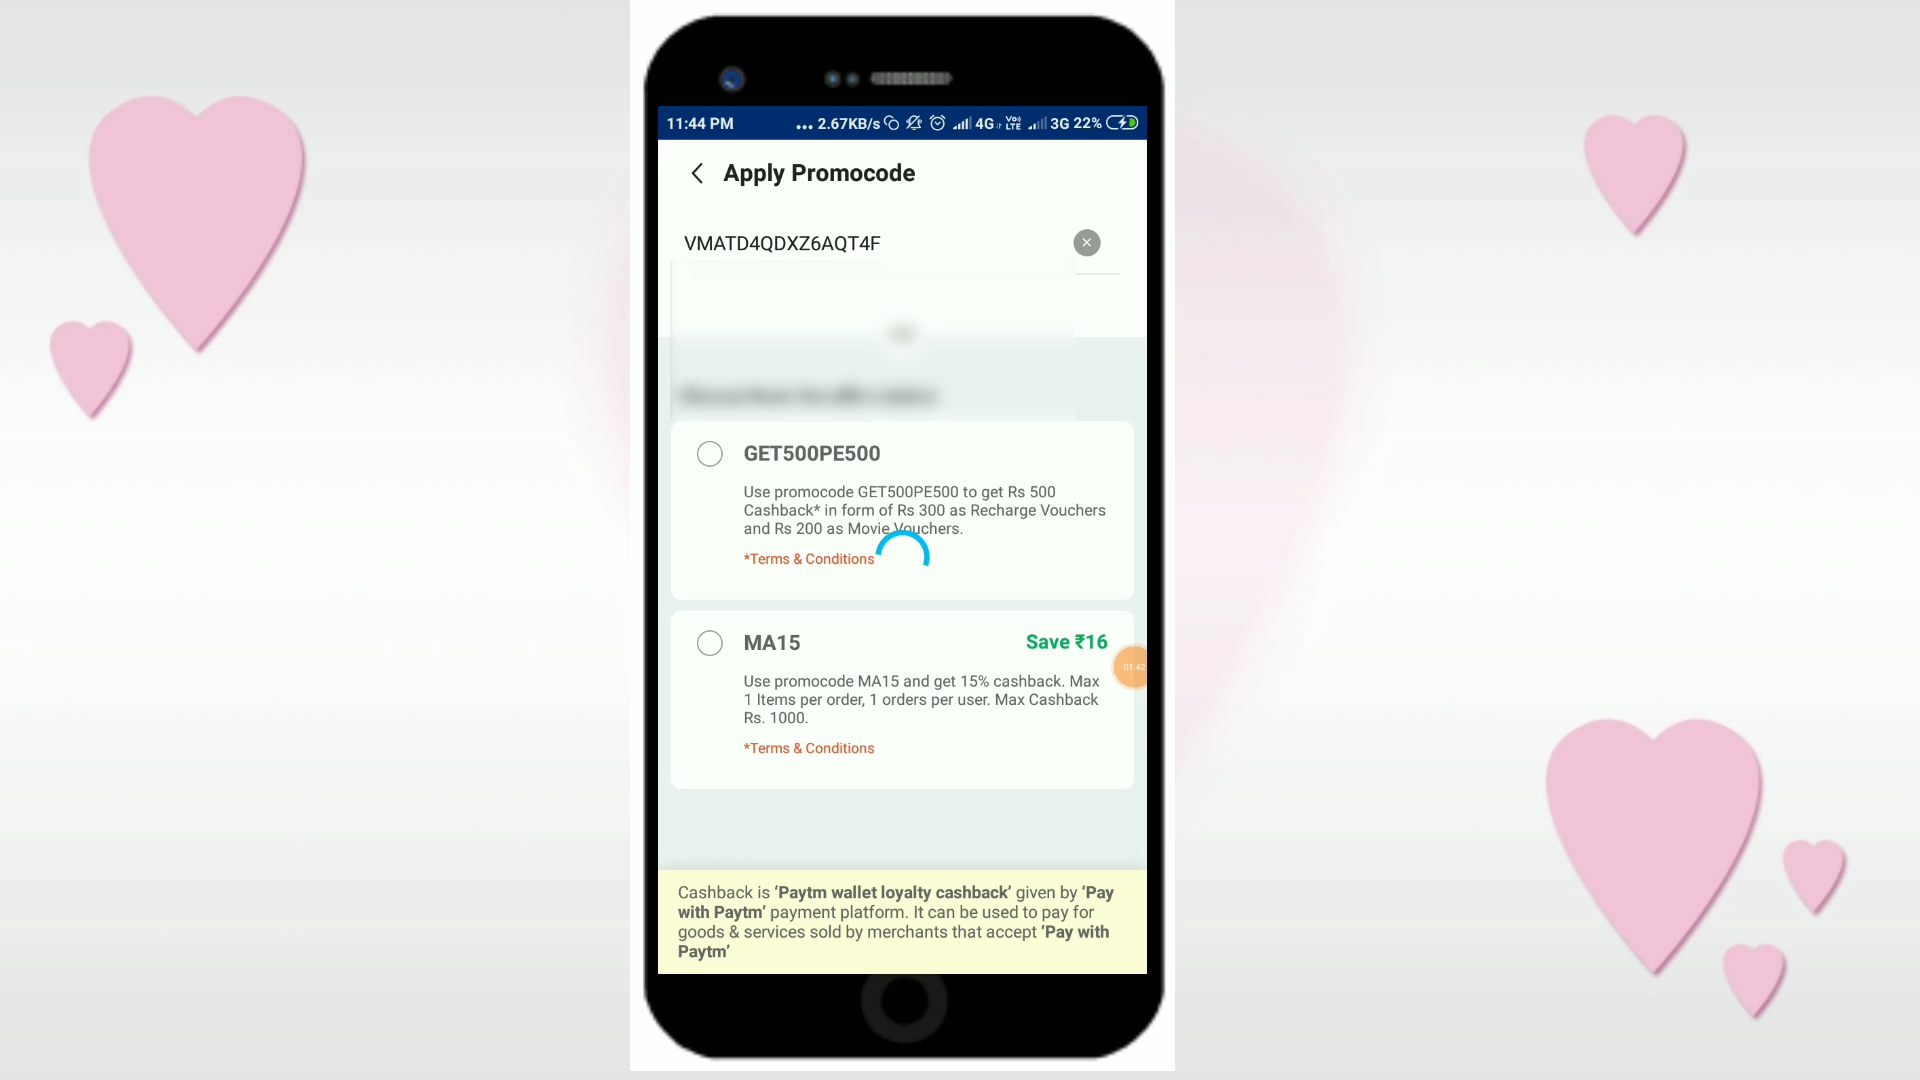 11:44 PM ... 2.67KB/s 4G VoLTE 3G 22%
Apply Promocode
VMATD4QDXZ6AQT4F
GET500PE500
Use promocode GET500PE500 to get Rs 500
Cashback* in form of Rs 300 as Recharge Vouchers
and Rs 200 as Movie Vouchers.
*Terms & Conditions
MA15 Save ₹16
01:42
Use promocode MA15 and get 15% cashback. Max
1 Items per order, 1 orders per user. Max Cashback
Rs. 1000.
*Terms & Conditions
Cashback is ‘Paytm wallet loyalty cashback’ given by ‘Pay
with Paytm’ payment platform. It can be used to pay for
goods & services sold by merchants that accept ‘Pay with
Paytm’